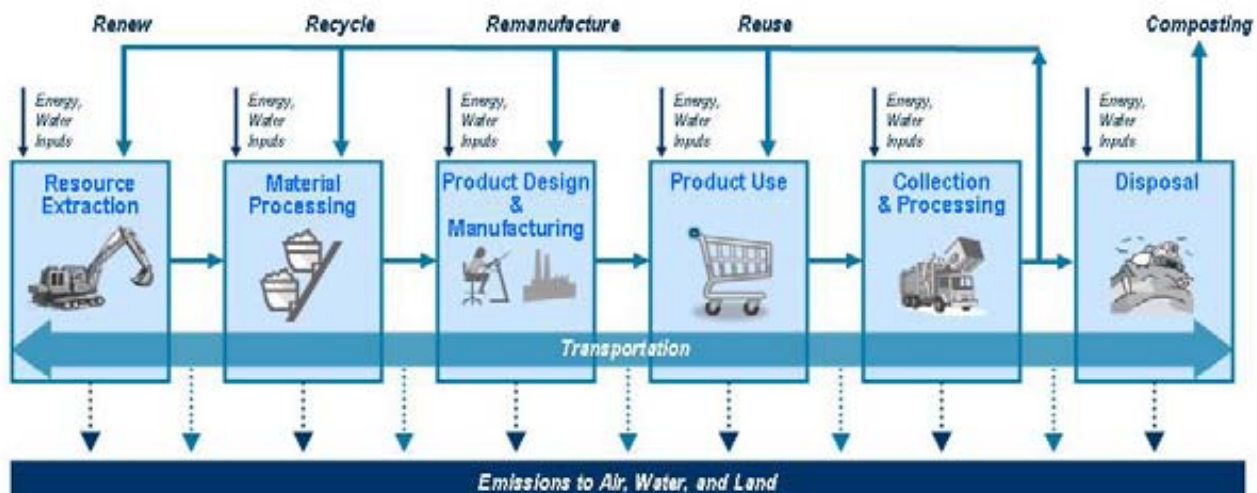 Renew
Recycle
Remanufacture
Reuse
Composting
Energy,
Water
Inputs
Energy,
Water
Inputs
Energy,
Water
Inputs
Energy,
Water
Inputs
Energy,
Water
Inputs
Energy,
Water
Inputs
Resource
Extraction
Material
Processing
Product Design
&
Manufacturing
Product Use
Collection
& Processing
Disposal
Transportation
Emissions to Air, Water, and Land